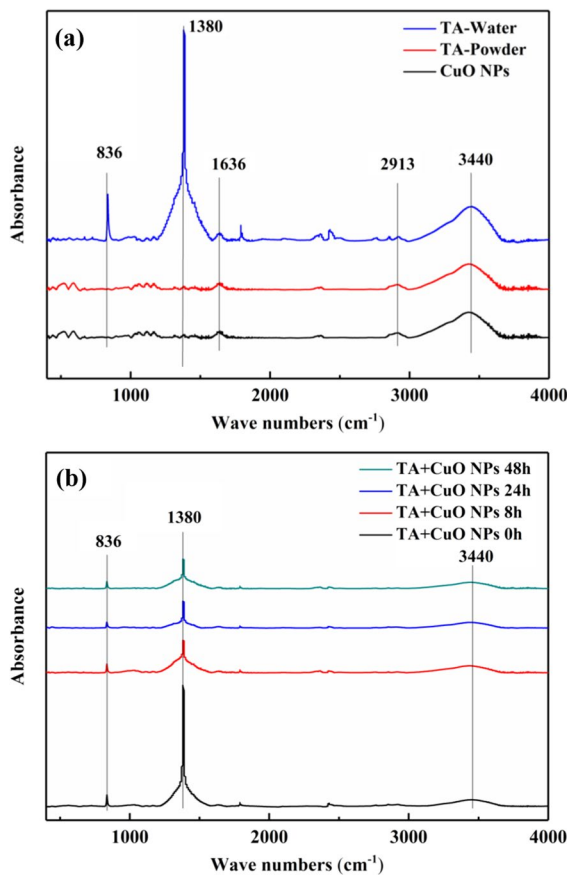 (a)
1380
TA-Water
TA-Powder
CuO NPs
836
1636
2913
3440
Absorbance
1000
2000
3000
4000
Wave numbers (cm⁻¹)
(b)
TA+CuO NPs 48h
TA+CuO NPs 24h
TA+CuO NPs 8h
TA+CuO NPs 0h
836
1380
3440
Absorbance
1000
2000
3000
4000
Wave numbers (cm⁻¹)